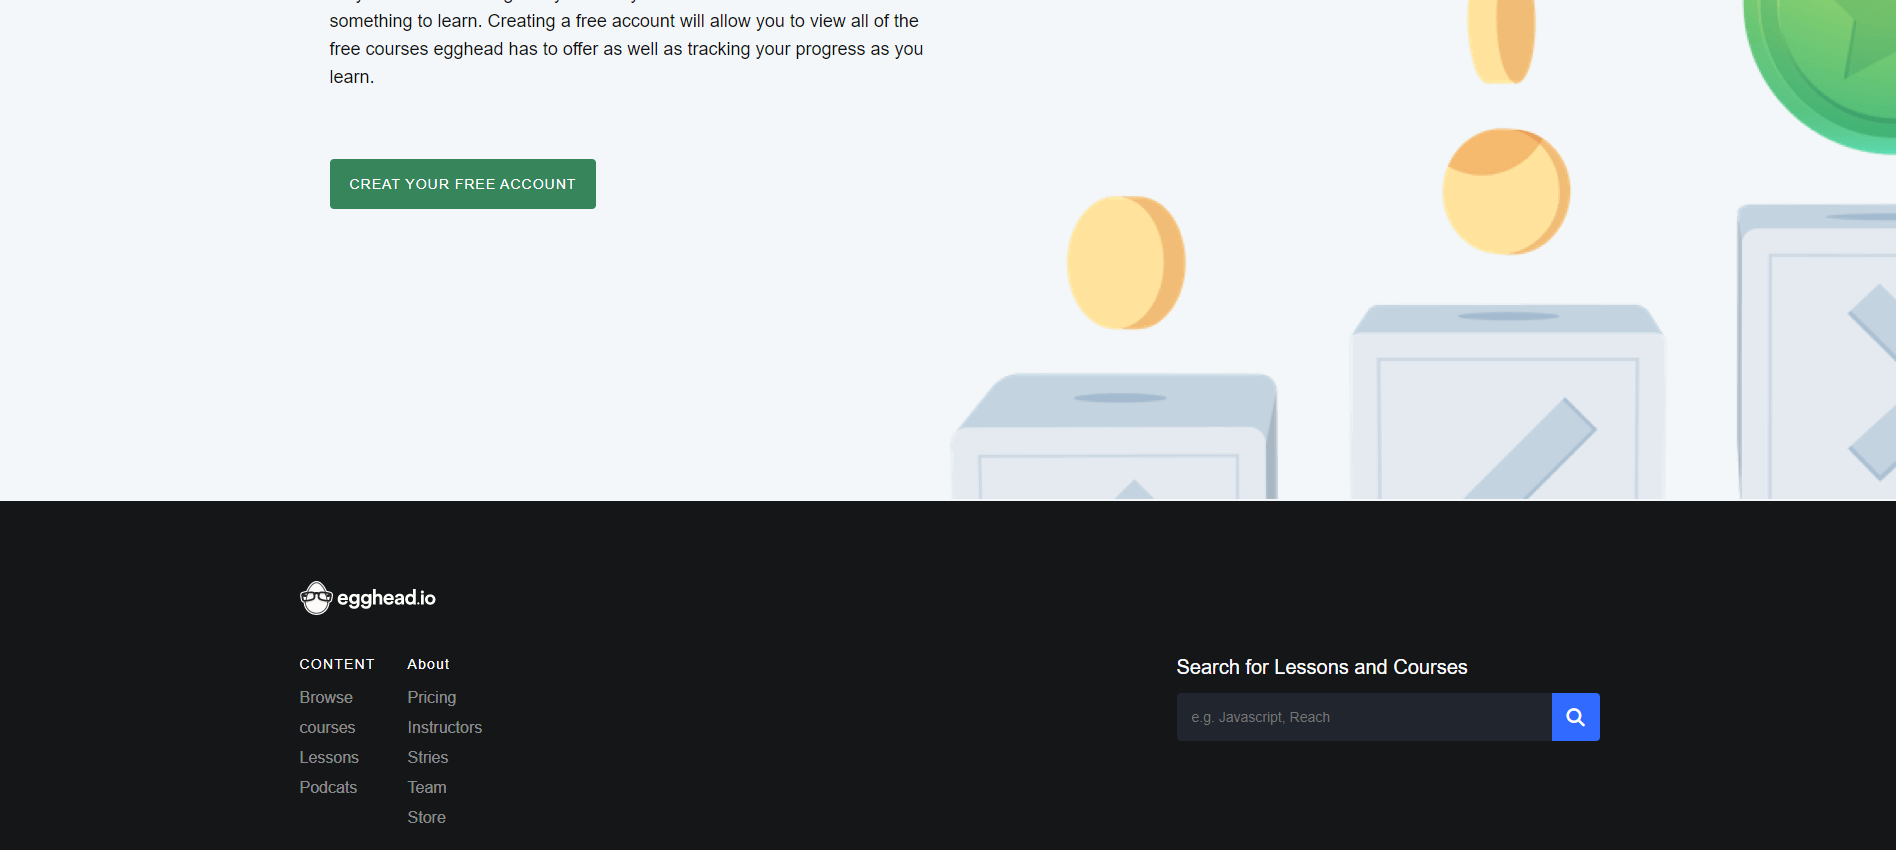 something to learn. Creating a free account will allow you to view all of the
free courses egghead has to offer as well as tracking your progress as you
learn.
CREAT YOUR FREE ACCOUNT
egghead.io
CONTENT
Browse
courses
Lessons
Podcats
About
Pricing
Instructors
Stries
Team
Store
Search for Lessons and Courses
e.g. Javascript, Reach